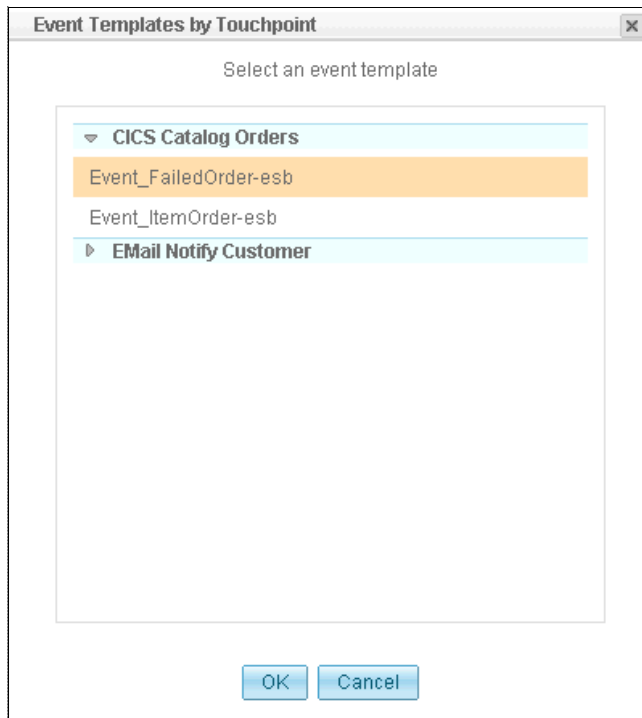 Event Templates by Touchpoint
Select an event template
CICS Catalog Orders
Event_FailedOrder-esb
Event_ItemOrder-esb
EMail Notify Customer
OK Cancel